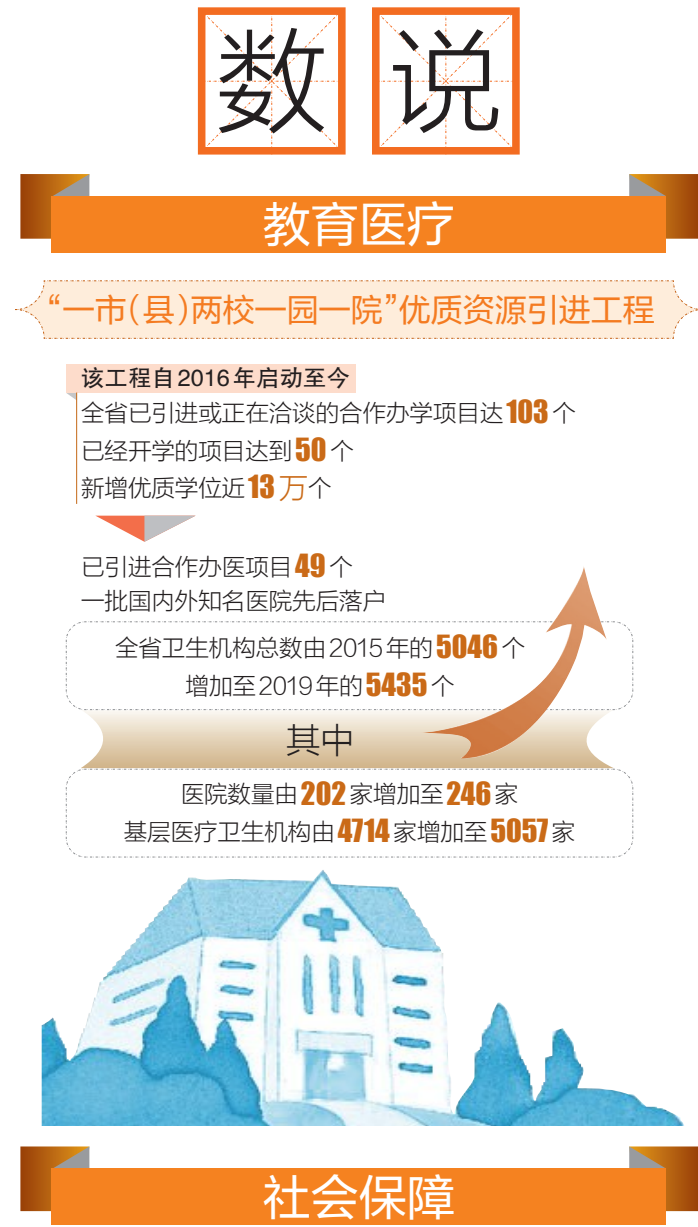 数说
教育医疗
“一市(县)两校一园一院”优质资源引进工程
该工程自2016年启动至今
全省已引进或正在洽谈的合作办学项目达103个
已经开学的项目达到50个
新增优质学位近13万个
已引进合作办医项目49个
一批国内外知名医院先后落户
全省卫生机构总数由2015年的5046个
增加至2019年的5435个
其中
医院数量由202家增加至246家
基层医疗卫生机构由4714家增加至5057家
社会保障